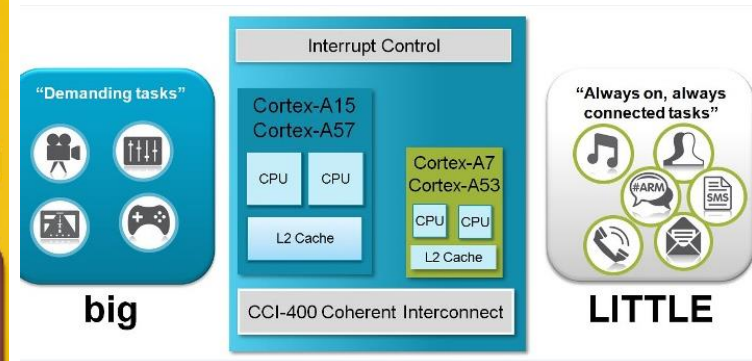 “Demanding tasks”
big
Interrupt Control
Cortex-A15
Cortex-A57
CPU
CPU
L2 Cache
Cortex-A7
Cortex-A53
CPU
CPU
L2 Cache
CCI-400 Coherent Interconnect
“Always on, always
connected tasks”
#ARM
SMS
LITTLE